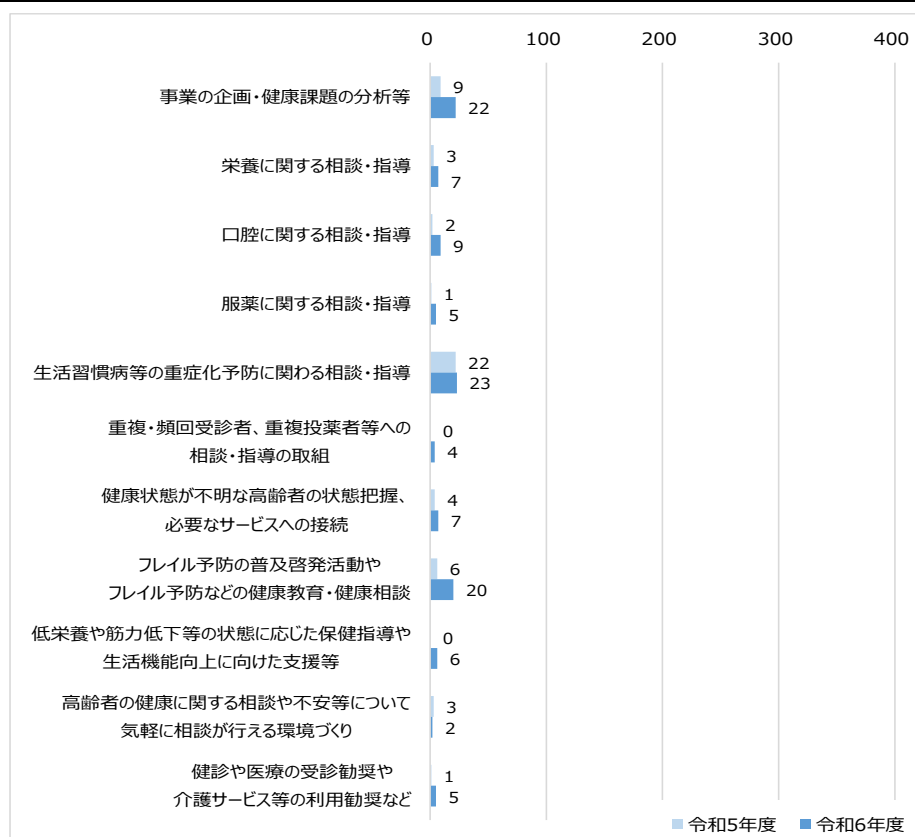 0 100 200 300 400
事業の企画・健康課題の分析等
9
22
栄養に関する相談・指導
3
7
口腔に関する相談・指導
2
9
服薬に関する相談・指導
1
5
生活習慣病等の重症化予防に関わる相談・指導
22
23
重複・頻回受診者、重複投薬者等への
相談・指導の取組
0
4
健康状態が不明な高齢者の状態把握、
必要なサービスへの接続
4
7
フレイル予防の普及啓発活動や
フレイル予防などの健康教育・健康相談
6
20
低栄養や筋力低下等の状態に応じた保健指導や
生活機能向上に向けた支援等
0
6
高齢者の健康に関する相談や不安等について
気軽に相談が行える環境づくり
3
2
健診や医療の受診勧奨や
介護サービス等の利用勧奨など
1
5
令和5年度 令和6年度